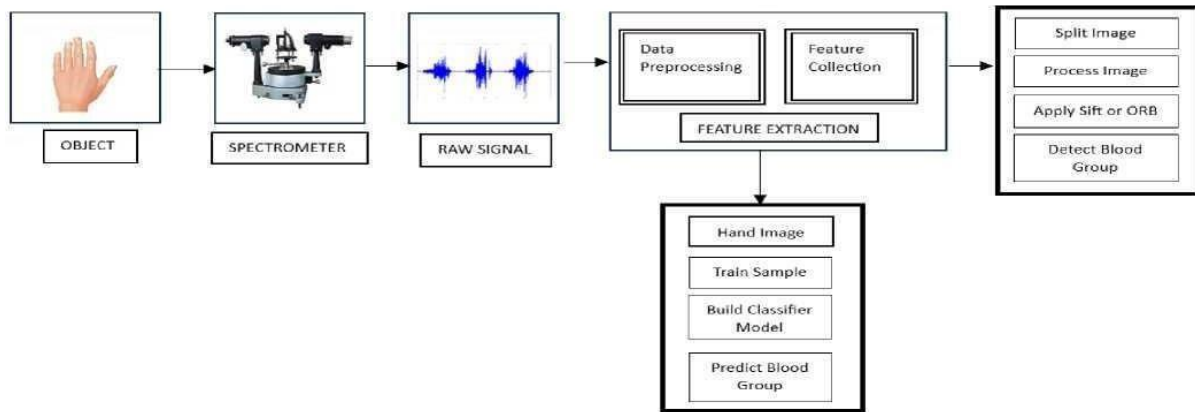 OBJECT
SPECTROMETER
RAW SIGNAL
Data
Preprocessing
Feature
Collection
FEATURE EXTRACTION
Split Image
Process Image
Apply Sift or ORB
Detect Blood
Group
Hand Image
Train Sample
Build Classifier
Model
Predict Blood
Group